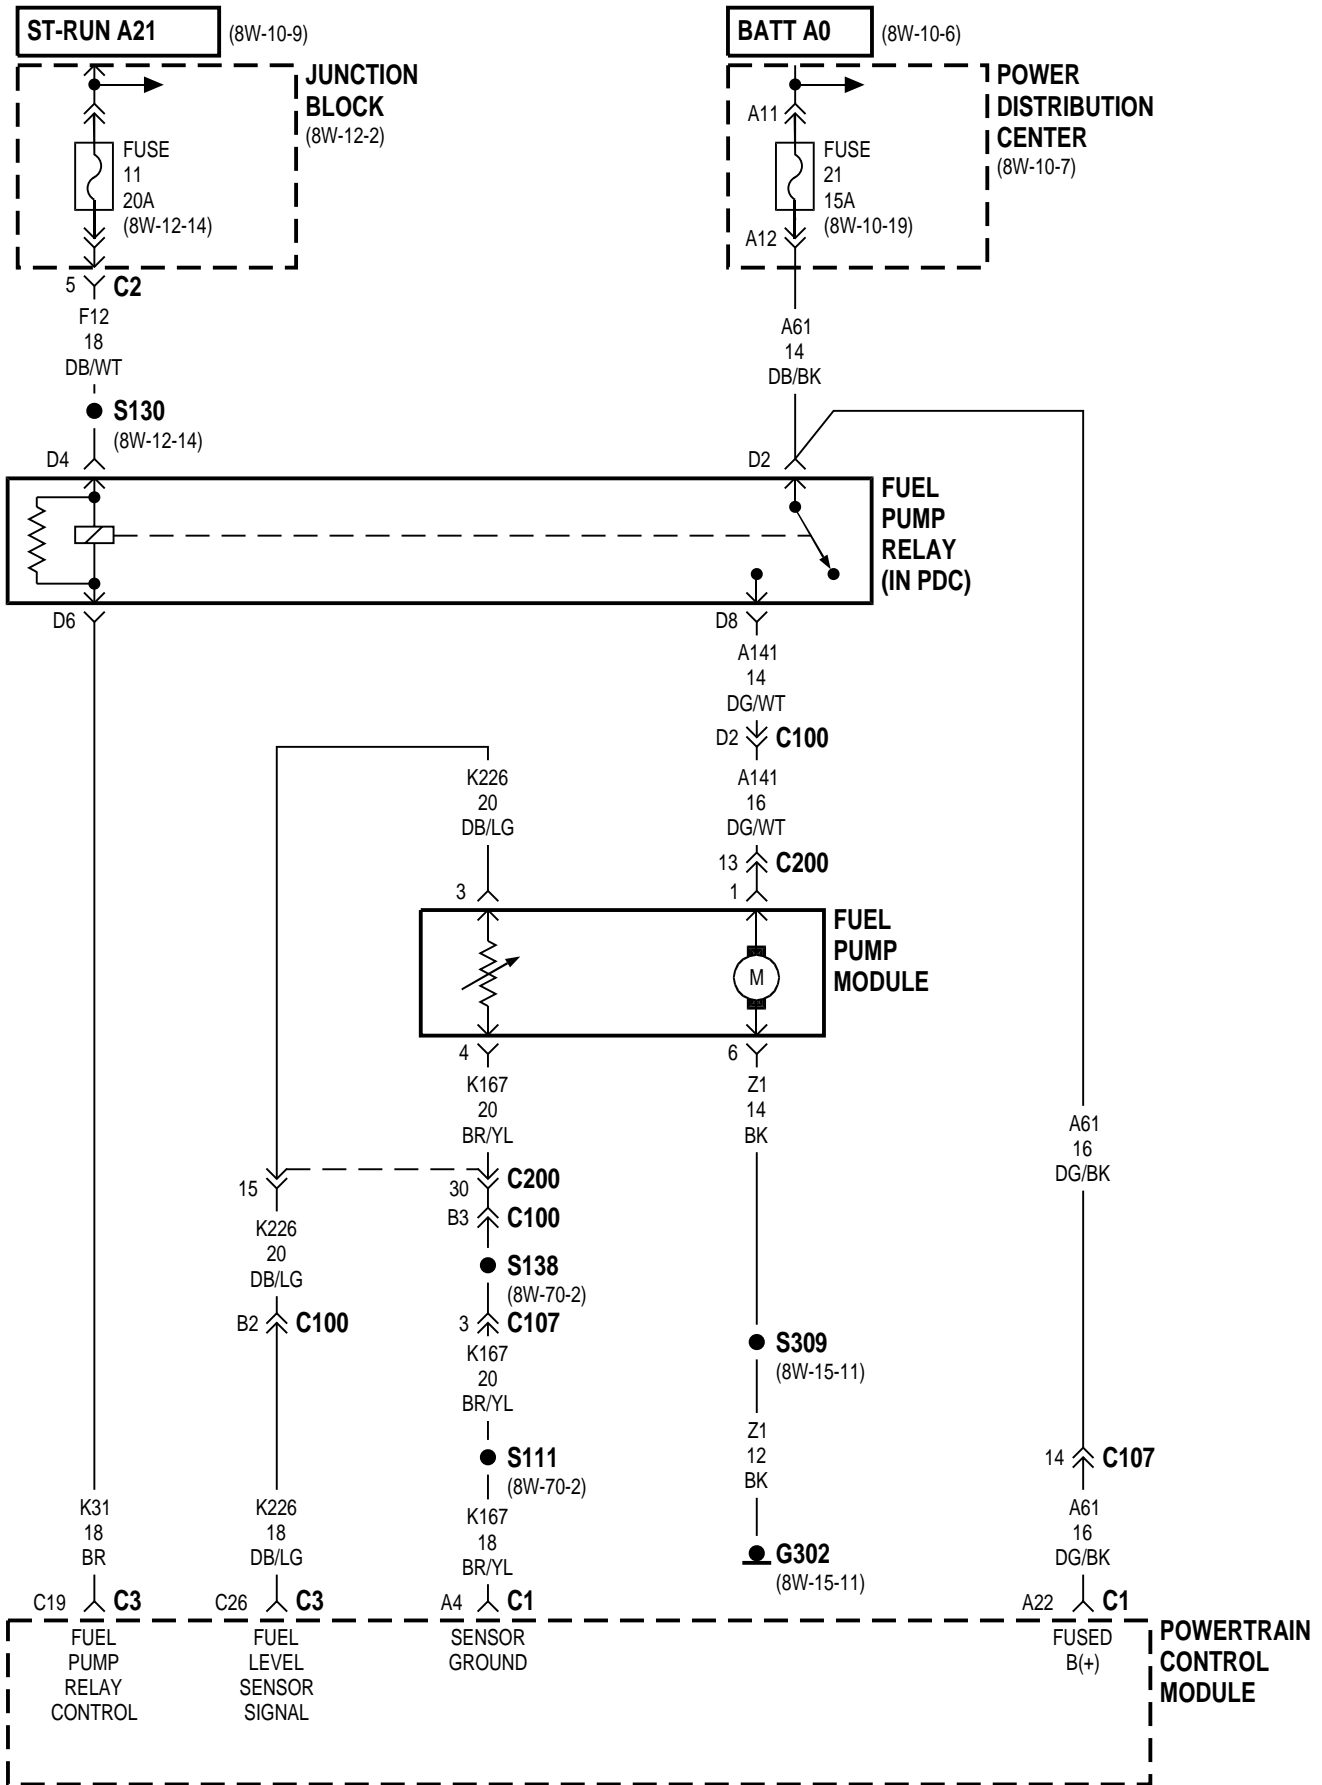 ST-RUN A21 (8W-10-9)
BATT A0 (8W-10-6)
JUNCTION
BLOCK
(8W-12-2)
FUSE
11
20A
(8W-12-14)
5 C2
F12
18
DB/WT
S130
(8W-12-14)
D4
POWER
DISTRIBUTION
CENTER
(8W-10-7)
A11
FUSE
21
15A
(8W-10-19)
A12
A61
14
DB/BK
D2
FUEL
PUMP
RELAY
(IN PDC)
D6
D8
A141
14
DG/WT
D2 C100
A141
16
DG/WT
13 C200
1
K226
20
DB/LG
3
FUEL
PUMP
MODULE
M
4
K167
20
BR/YL
6
Z1
14
BK
A61
16
DG/BK
15
30 C200
B3 C100
K226
20
DB/LG
S138
(8W-70-2)
B2 C100
3 C107
K167
20
BR/YL
S309
(8W-15-11)
S111
(8W-70-2)
Z1
12
BK
14 C107
K31
18
BR
K226
18
DB/LG
K167
18
BR/YL
G302
(8W-15-11)
A61
16
DG/BK
C19 C3
C26 C3
A4 C1
A22 C1
FUEL
PUMP
RELAY
CONTROL
FUEL
LEVEL
SENSOR
SIGNAL
SENSOR
GROUND
FUSED
B(+)
POWERTRAIN
CONTROL
MODULE